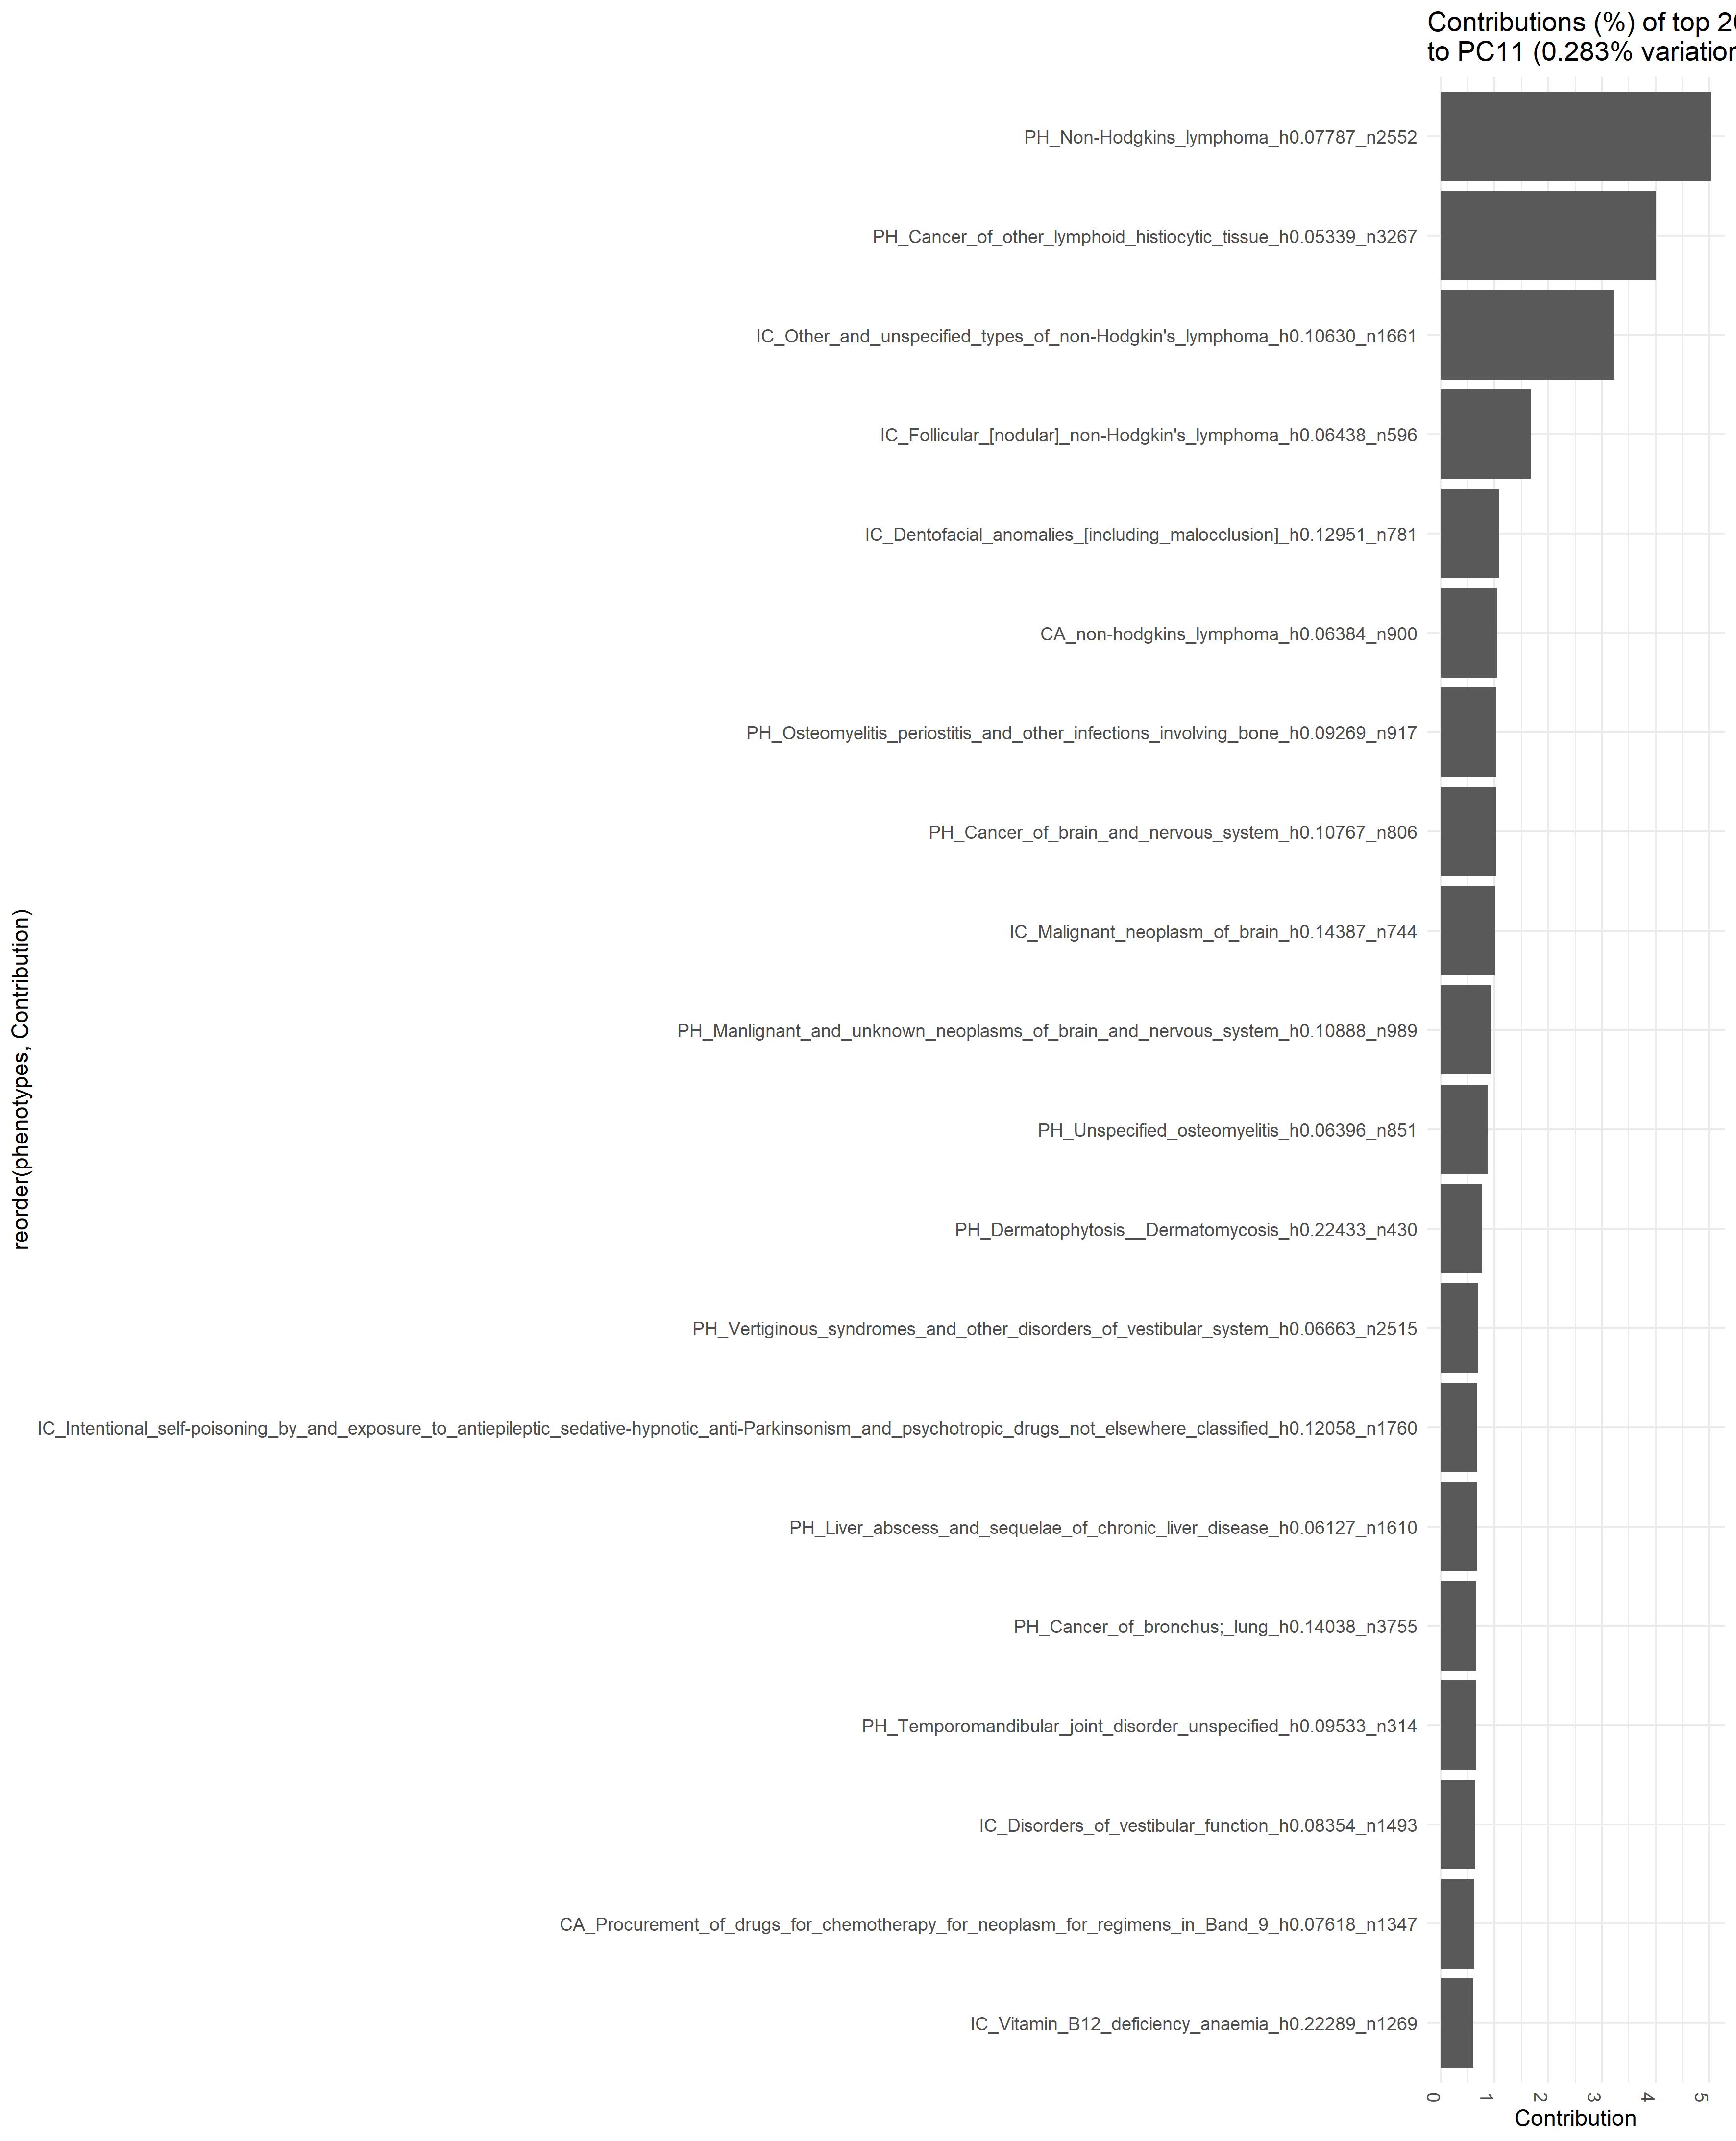 Contributions (%) of top 20
to PC11 (0.283% variation
PH_Non-Hodgkins_lymphoma_h0.07787_n2552
PH_Cancer_of_other_lymphoid_histiocytic_tissue_h0.05339_n3267
IC_Other_and_unspecified_types_of_non-Hodgkin's_lymphoma_h0.10630_n1661
IC_Follicular_[nodular]_non-Hodgkin's_lymphoma_h0.06438_n596
IC_Dentofacial_anomalies_[including_malocclusion]_h0.12951_n781
CA_non-hodgkins_lymphoma_h0.06384_n900
PH_Osteomyelitis_periostitis_and_other_infections_involving_bone_h0.09269_n917
PH_Cancer_of_brain_and_nervous_system_h0.10767_n806
IC_Malignant_neoplasm_of_brain_h0.14387_n744
PH_Manlignant_and_unknown_neoplasms_of_brain_and_nervous_system_h0.10888_n989
PH_Unspecified_osteomyelitis_h0.06396_n851
PH_Dermatophytosis__Dermatomycosis_h0.22433_n430
PH_Vertiginous_syndromes_and_other_disorders_of_vestibular_system_h0.06663_n2515
IC_Intentional_self-poisoning_by_and_exposure_to_antiepileptic_sedative-hypnotic_anti-Parkinsonism_and_psychotropic_drugs_not_elsewhere_classified_h0.12058_n1760
PH_Liver_abscess_and_sequelae_of_chronic_liver_disease_h0.06127_n1610
PH_Cancer_of_bronchus;_lung_h0.14038_n3755
PH_Temporomandibular_joint_disorder_unspecified_h0.09533_n314
IC_Disorders_of_vestibular_function_h0.08354_n1493
CA_Procurement_of_drugs_for_chemotherapy_for_neoplasm_for_regimens_in_Band_9_h0.07618_n1347
IC_Vitamin_B12_deficiency_anaemia_h0.22289_n1269
reorder(phenotypes, Contribution)
0 1 2 3 4 5
Contribution